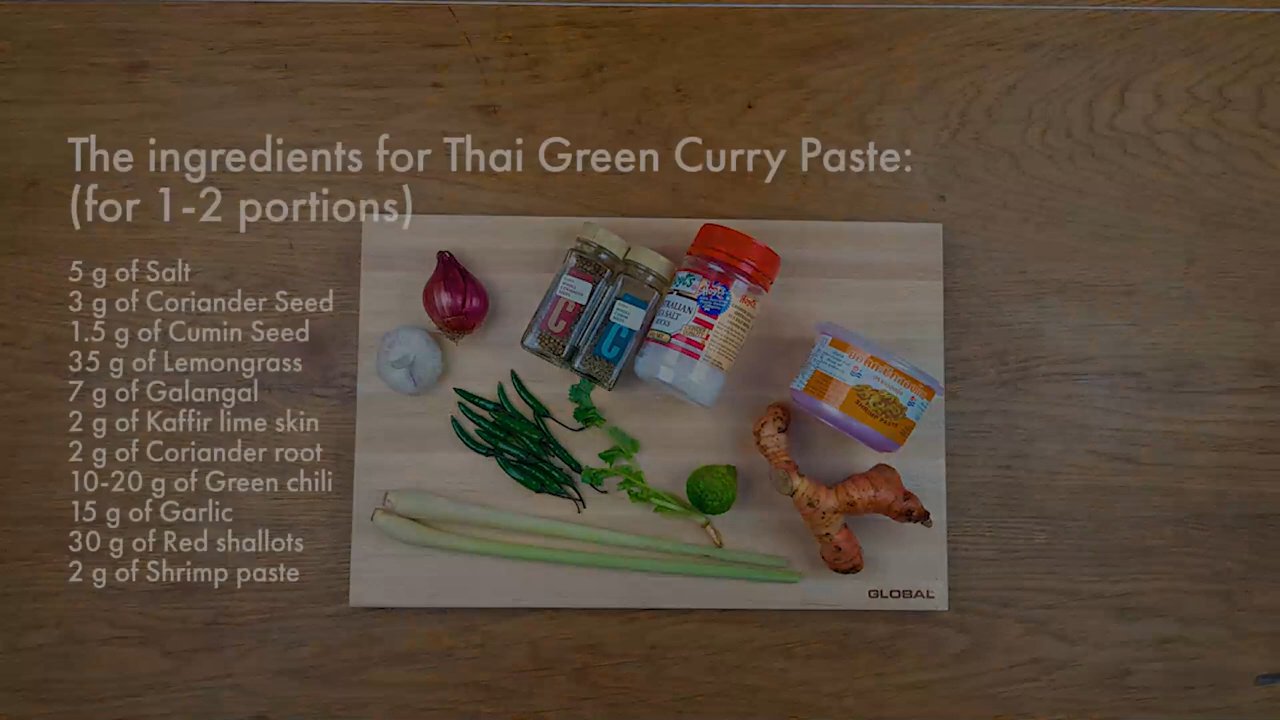 The ingredients for Thai Green Curry Paste:
(for 1-2 portions)
5 g of Salt
3 g of Coriander Seed
1.5 g of Cumin Seed
35 g of Lemongrass
7 g of Galangal
2 g of Kaffir lime skin
2 g of Coriander root
10-20 g of Green chili
15 g of Garlic
30 g of Red shallots
2 g of Shrimp paste
C
C
SHRIMP PASTE
GLOBAL